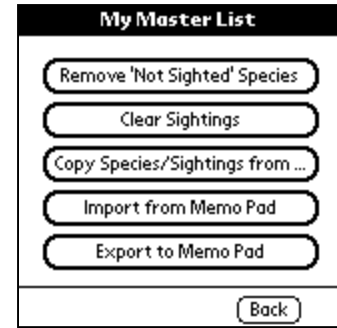 My Master List
Remove 'Not Sighted' Species
Clear Sightings
Copy Species/Sightings from ...
Import from Memo Pad
Export to Memo Pad
Back